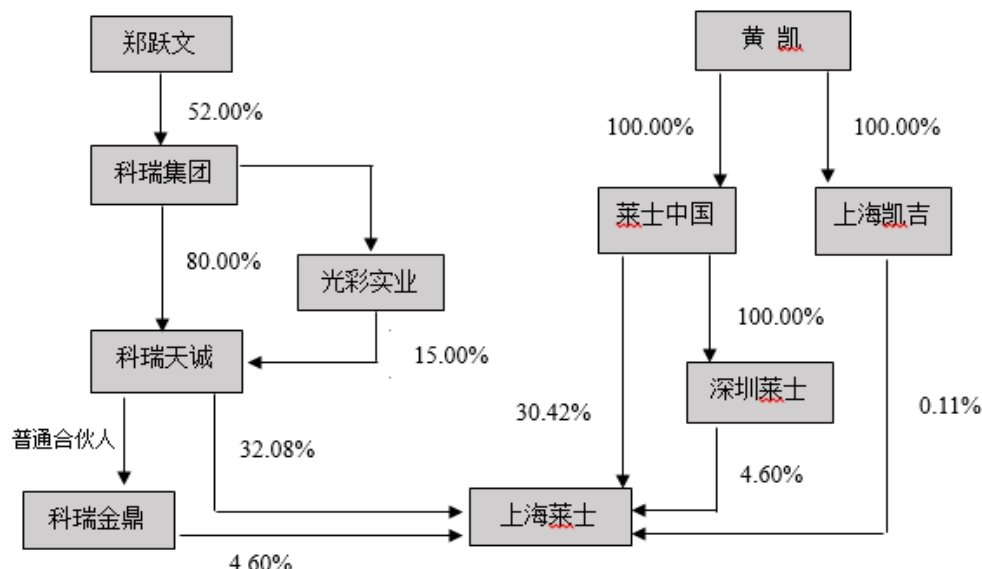 郑跃文
黄 凯
52.00%
100.00%
100.00%
科瑞集团
莱士中国
上海凯吉
80.00%
光彩实业
100.00%
科瑞天诚
15.00%
深圳莱士
普通合伙人
32.08%
30.42%
0.11%
4.60%
科瑞金鼎
上海莱士
4.60%